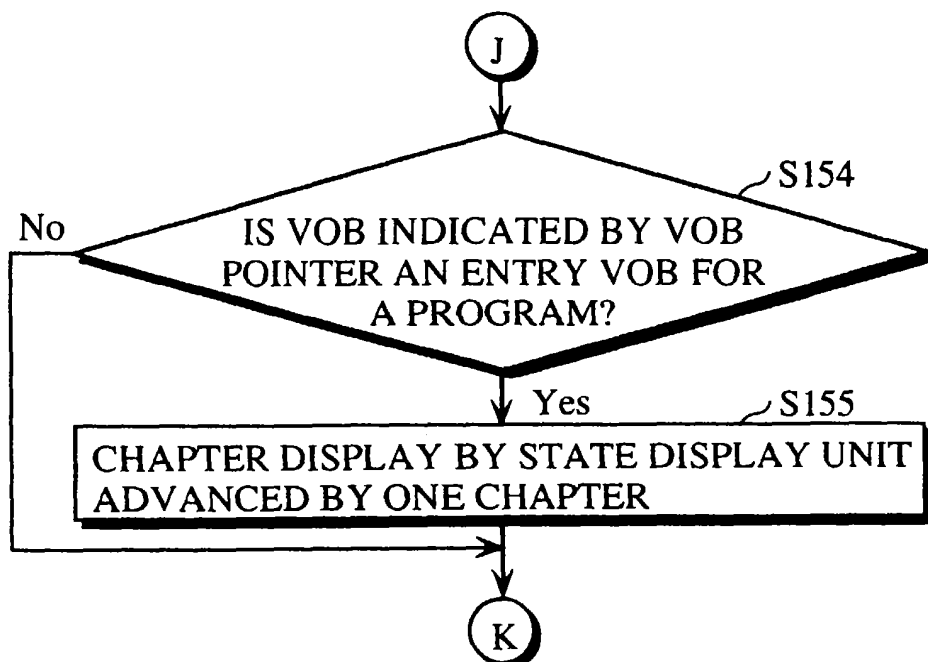 J
S154
No
IS VOB INDICATED BY VOB
POINTER AN ENTRY VOB FOR
A PROGRAM?
Yes
S155
CHAPTER DISPLAY BY STATE DISPLAY UNIT
ADVANCED BY ONE CHAPTER
K